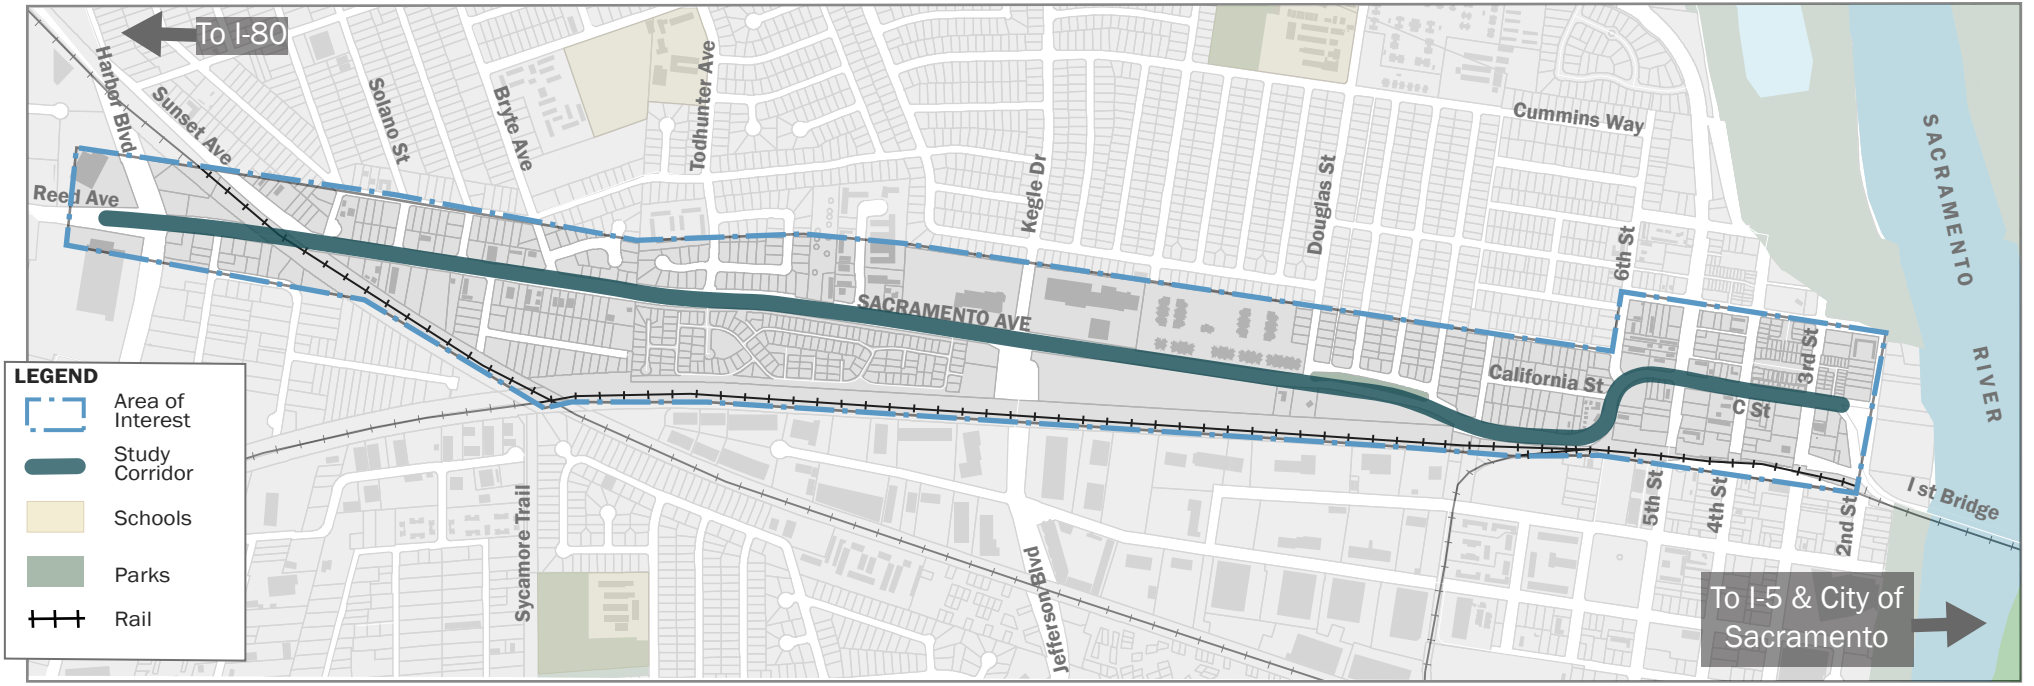 To I-80
Harbor Blvd
Sunset Ave
Solano St
Bryte Ave
Todhunter Ave
Cummins Way
SACRAMENTO
RIVER
Reed Ave
Kegle Dr
Douglas St
6th St
SACRAMENTO AVE
California St
3rd St
C St
LEGEND
Area of
Interest
Study
Corridor
Schools
Parks
Rail
Sycamore Trail
Jefferson Blvd
5th St
4th St
2nd St
I st Bridge
To I-5 & City of
Sacramento